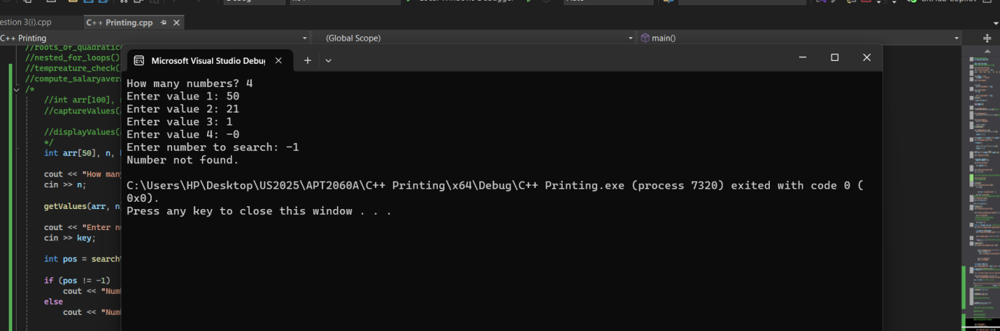 estion 3(i).cpp
C++ Printing.cpp
C++ Printing
(Global Scope)
main()
//roots_of_quadratic
//nested_for_loops()
//tempreature_check(
//compute_salaryavera
/*
//int arr[100],
//captureValues(
//displayValues(
*/
int arr[50], n,
cout << "How many
cin >> n;
getValues(arr, n
cout << "Enter nu
cin >> key;
int pos = search
if (pos != -1)
cout << "Num
else
cout << "Num
Microsoft Visual Studio Debug
How many numbers? 4
Enter value 1: 50
Enter value 2: 21
Enter value 3: 1
Enter value 4: -0
Enter number to search: -1
Number not found.
C:\Users\HP\Desktop\US2025\APT2060A\C++ Printing\x64\Debug\C++ Printing.exe (process 7320) exited with code 0 (
0x0).
Press any key to close this window . . .